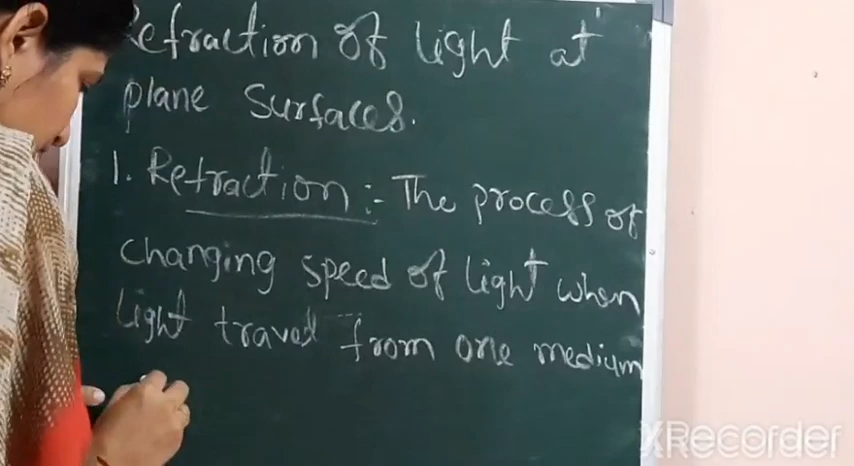 Refraction of light at
plane surfaces.
1. Refraction :- The process of
changing speed of light when
light travel from one medium
XRecorder